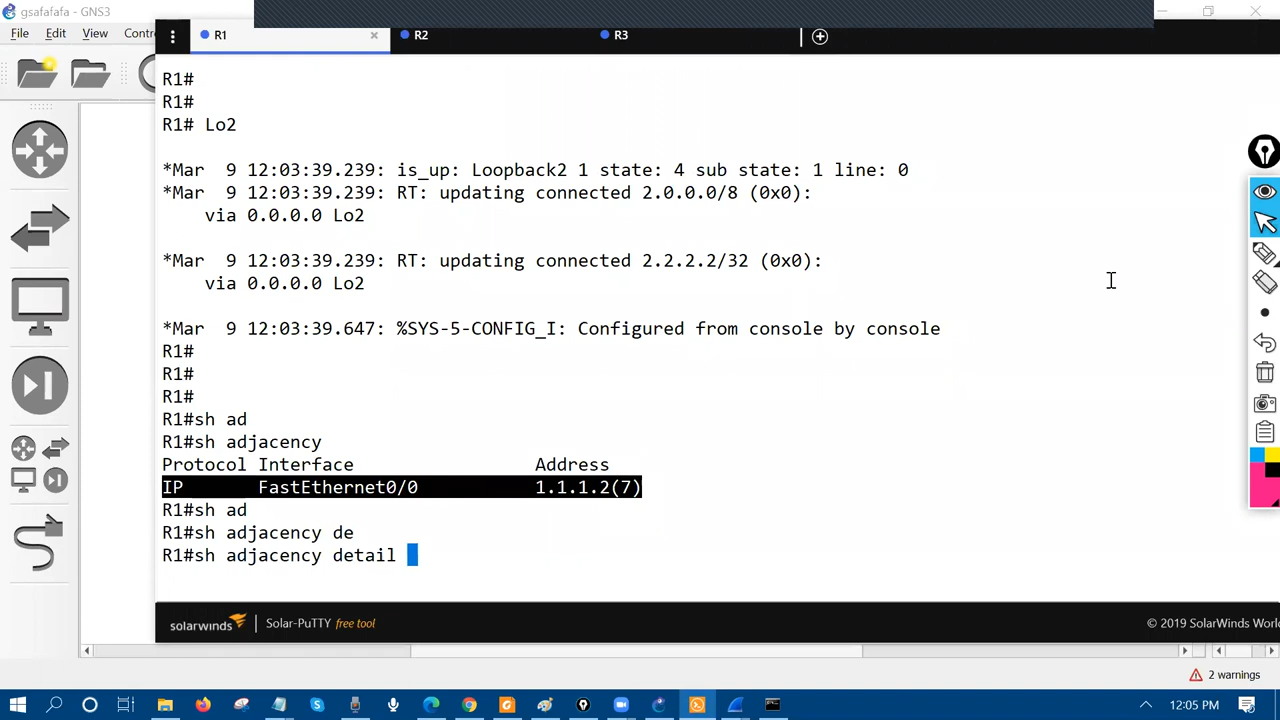 gsafafafa - GNS3
File Edit View Contro
R1 × R2 R3
R1#
R1#
R1# Lo2
*Mar  9 12:03:39.239: is_up: Loopback2 1 state: 4 sub state: 1 line: 0
*Mar  9 12:03:39.239: RT: updating connected 2.0.0.0/8 (0x0):
    via 0.0.0.0 Lo2
*Mar  9 12:03:39.239: RT: updating connected 2.2.2.2/32 (0x0):
    via 0.0.0.0 Lo2
*Mar  9 12:03:39.647: %SYS-5-CONFIG_I: Configured from console by console
R1#
R1#
R1#
R1#sh ad
R1#sh adjacency
Protocol Interface                 Address
IP       FastEthernet0/0           1.1.1.2(7)
R1#sh ad
R1#sh adjacency de
R1#sh adjacency detail
solarwinds Solar-PuTTY free tool © 2019 SolarWinds World
2 warnings
12:05 PM